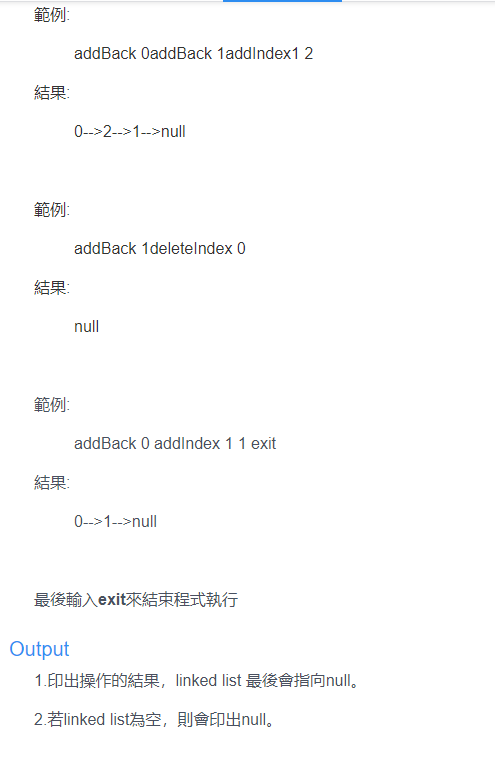 範例:
addBack 0addBack 1addIndex1 2
結果:
0-->2-->1-->null
範例:
addBack 1deleteIndex 0
結果:
null
範例:
addBack 0 addIndex 1 1 exit
結果:
0-->1-->null
最後輸入exit來結束程式執行
Output
1.印出操作的結果，linked list 最後會指向null。
2.若linked list為空，則會印出null。